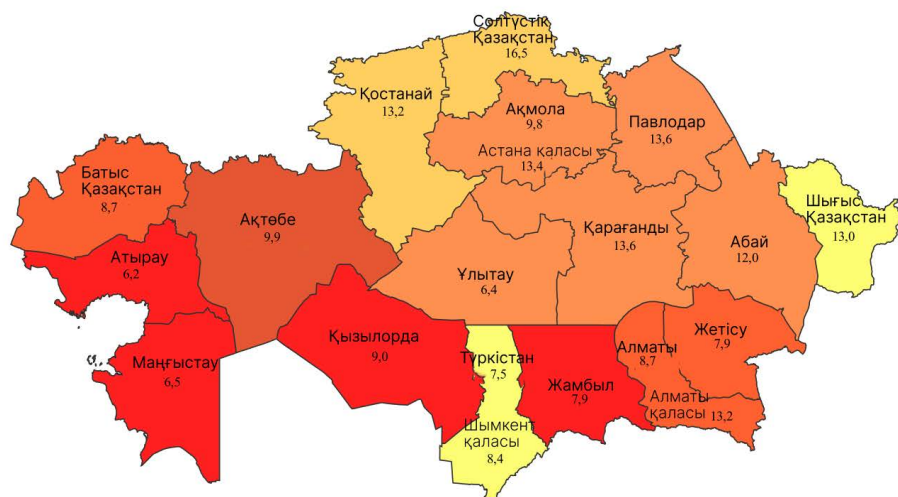 Солтүстік
Қазақстан
16,5
Қостанай
13,2
Ақмола
9,8
Астана қаласы
13,4
Павлодар
13,6
Батыс
Қазақстан
8,7
Ақтөбе
9,9
Шығыс
Қазақстан
13,0
Қарағанды
13,6
Абай
12,0
Атырау
6,2
Ұлытау
6,4
Маңғыстау
6,5
Қызылорда
9,0
Түркістан
7,5
Жамбыл
7,9
Алматы
8,7
Жетісу
7,9
Алматы
қаласы 13,2
Шымкент
қаласы
8,4